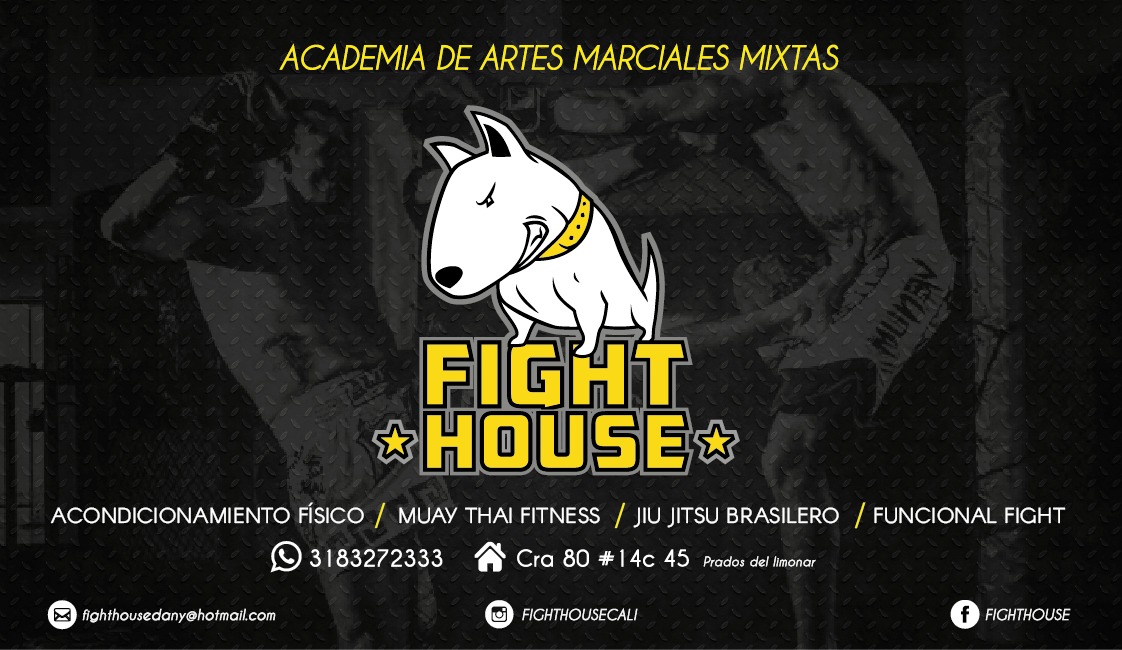 ACADEMIA DE ARTES MARCIALES MIXTAS
FIGHT
HOUSE
ACONDICIONAMIENTO FÍSICO / MUAY THAI FITNESS / JIU JITSU BRASILERO / FUNCIONAL FIGHT
3183272333 Cra 80 #14c 45 Prados del limonar
fighthousedany@hotmail.com FIGHTHOUSECALI FIGHTHOUSE